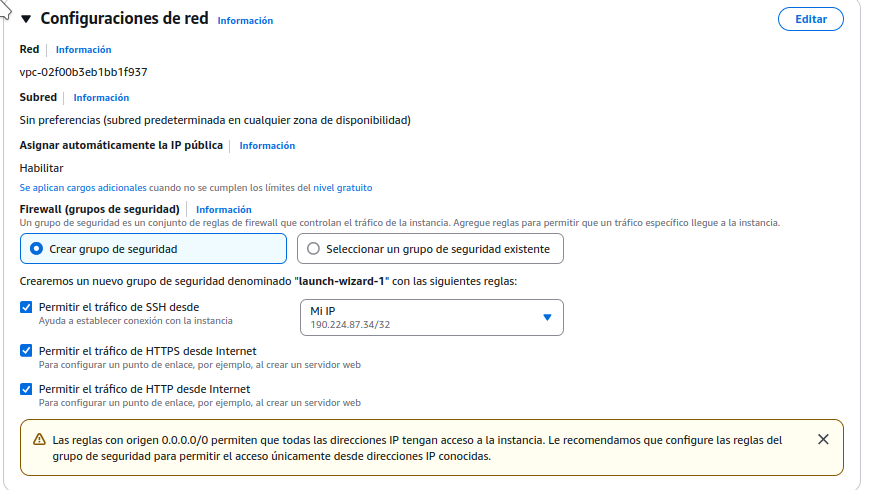 Configuraciones de red Información
Editar
Red Información
vpc-02f00b3eb1bb1f937
Subred Información
Sin preferencias (subred predeterminada en cualquier zona de disponibilidad)
Asignar automáticamente la IP pública Información
Habilitar
Se aplican cargos adicionales cuando no se cumplen los límites del nivel gratuito
Firewall (grupos de seguridad) Información
Un grupo de seguridad es un conjunto de reglas de firewall que controlan el tráfico de la instancia. Agregue reglas para permitir que un tráfico específico llegue a la instancia.
Crear grupo de seguridad
Seleccionar un grupo de seguridad existente
Crearemos un nuevo grupo de seguridad denominado "launch-wizard-1" con las siguientes reglas:
Permitir el tráfico de SSH desde
Ayuda a establecer conexión con la instancia
Mi IP
190.224.87.34/32
Permitir el tráfico de HTTPS desde Internet
Para configurar un punto de enlace, por ejemplo, al crear un servidor web
Permitir el tráfico de HTTP desde Internet
Para configurar un punto de enlace, por ejemplo, al crear un servidor web
Las reglas con origen 0.0.0.0/0 permiten que todas las direcciones IP tengan acceso a la instancia. Le recomendamos que configure las reglas del
grupo de seguridad para permitir el acceso únicamente desde direcciones IP conocidas.